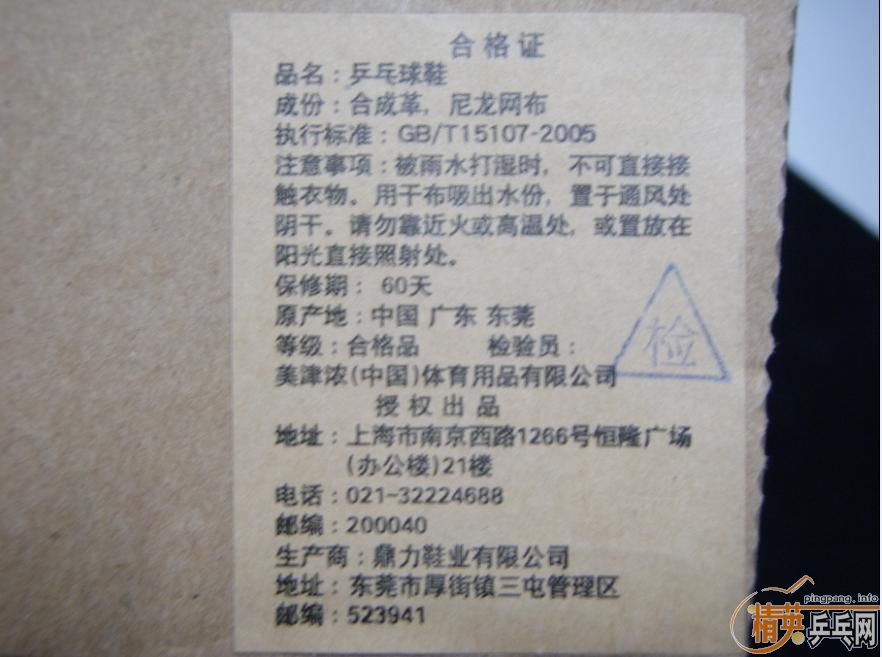 合格证
品名：乒乓球鞋
成份：合成革，尼龙网布
执行标准：GB/T15107-2005
注意事项：被雨水打湿时，不可直接接
触衣物。用干布吸出水份，置于通风处
阴干。请勿靠近火或高温处，或置放在
阳光直接照射处。
保修期：60天
原产地：中国 广东 东莞
等级：合格品 检验员：
检
美津浓(中国)体育用品有限公司
授权出品
地址：上海市南京西路1266号恒隆广场
(办公楼)21楼
电话：021-32224688
邮编：200040
生产商：鼎力鞋业有限公司
地址：东莞市厚街镇三屯管理区
邮编：523941
pingpang.info
精英乒乓网